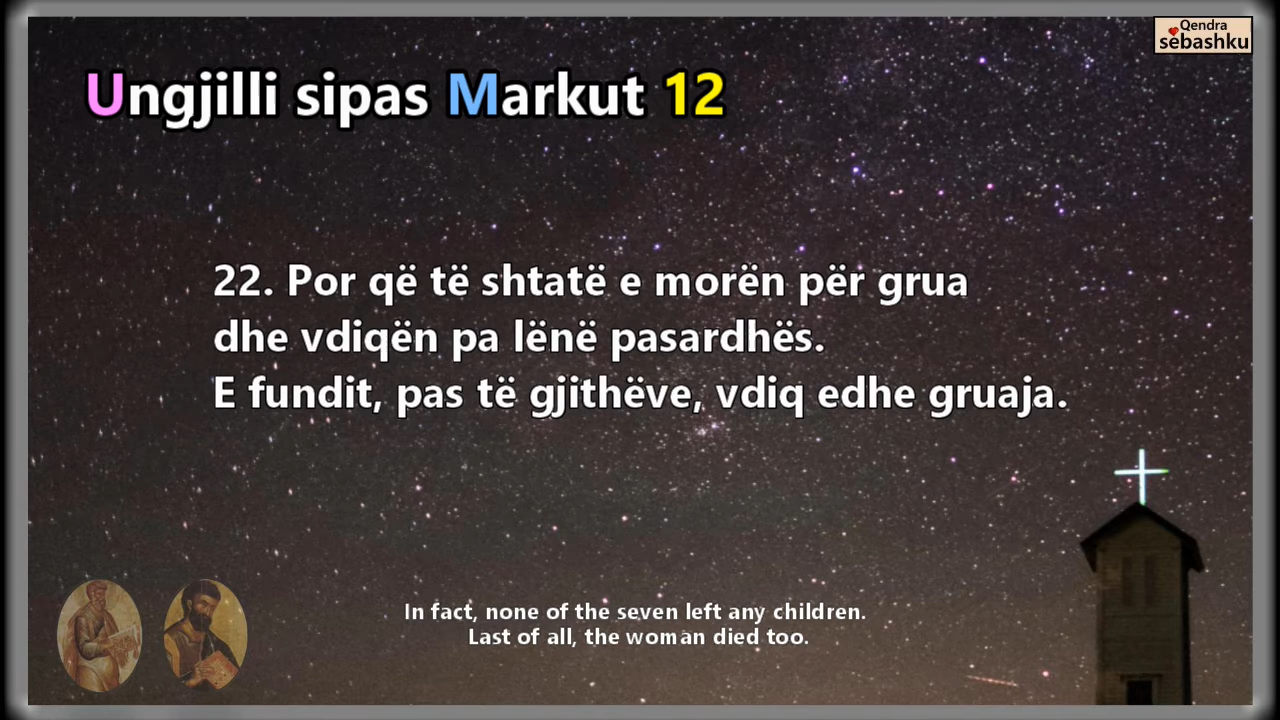 Qendra
sëbashku
Ungjilli sipas Markut 12
22. Por që të shtatë e morën për grua
dhe vdiqën pa lënë pasardhës.
E fundit, pas të gjithëve, vdiq edhe gruaja.
In fact, none of the seven left any children.
Last of all, the woman died too.